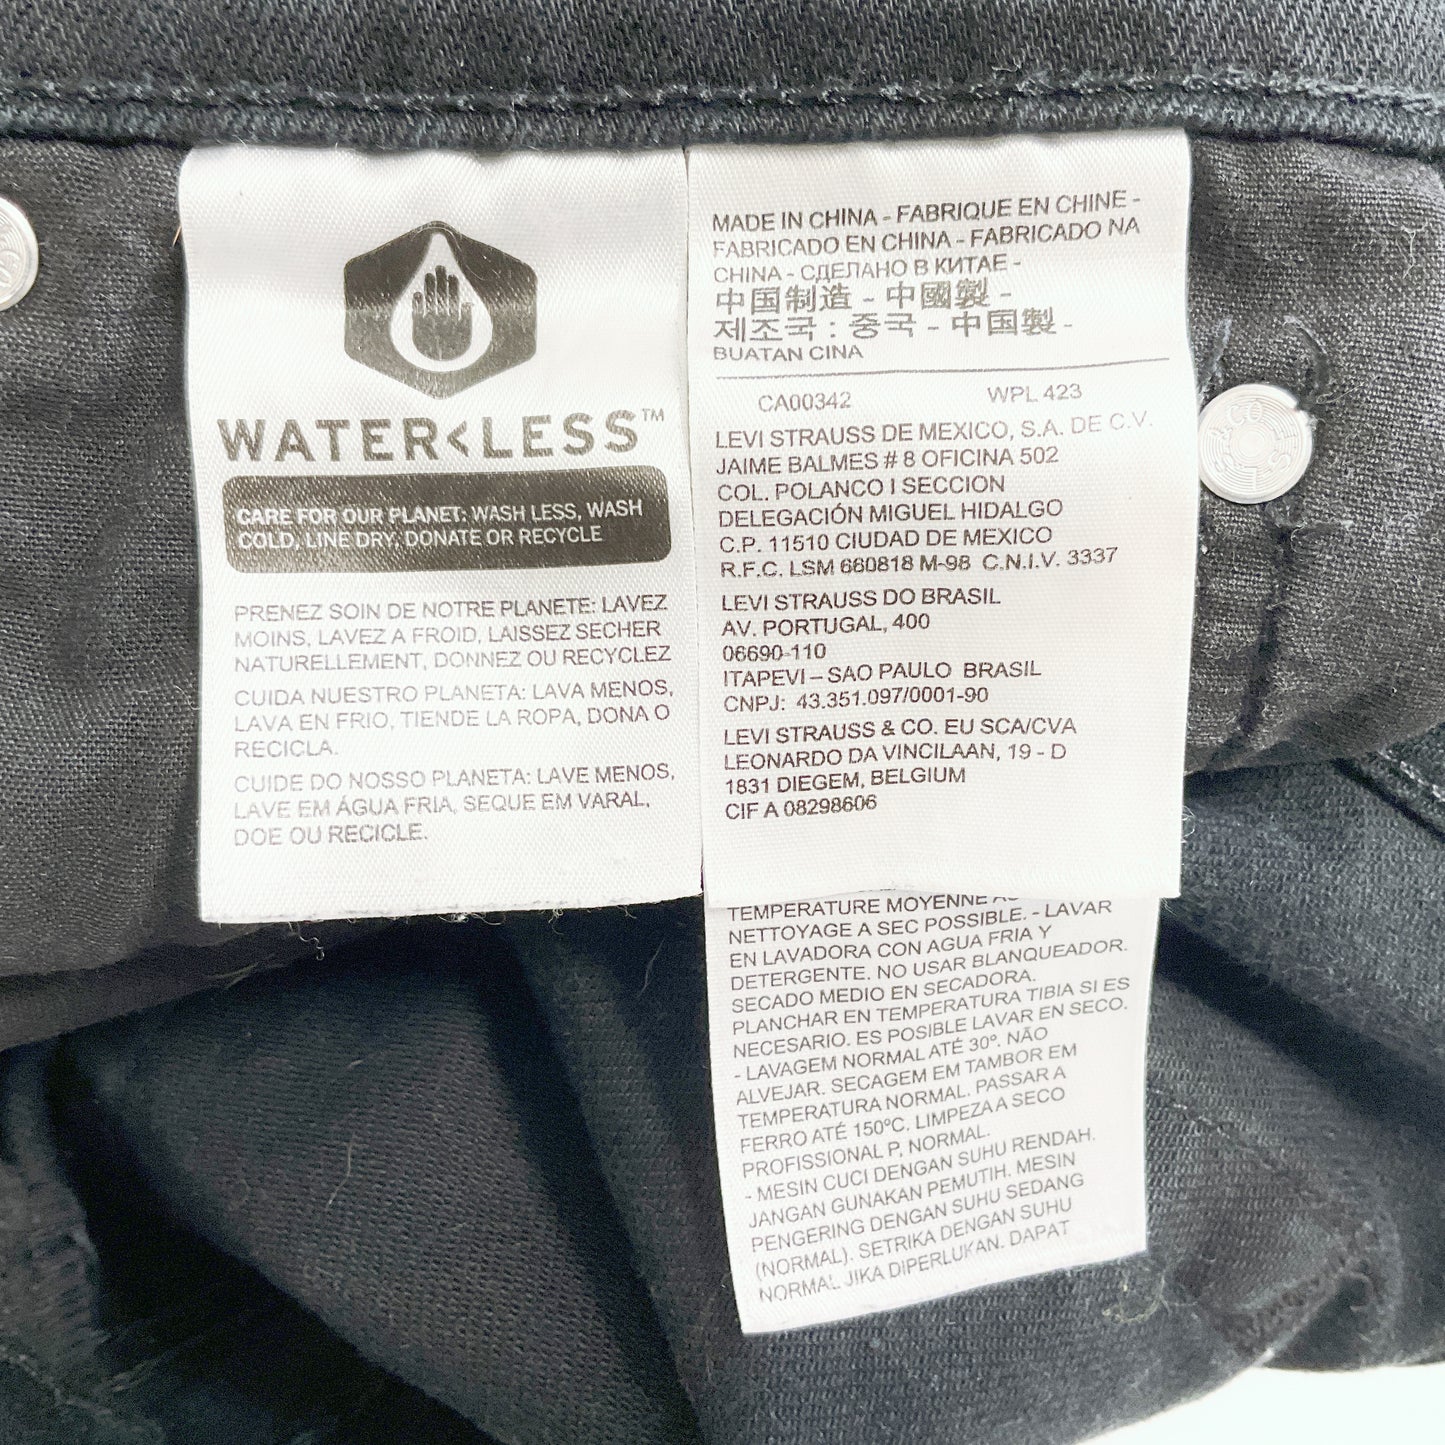 WATER<LESS™
CARE FOR OUR PLANET: WASH LESS, WASH
COLD, LINE DRY, DONATE OR RECYCLE
PRENEZ SOIN DE NOTRE PLANETE: LAVEZ
MOINS, LAVEZ A FROID, LAISSEZ SECHER
NATURELLEMENT, DONNEZ OU RECYCLEZ
CUIDA NUESTRO PLANETA: LAVA MENOS,
LAVA EN FRIO, TIENDE LA ROPA, DONA O
RECICLA.
CUIDE DO NOSSO PLANETA: LAVE MENOS,
LAVE EM ÁGUA FRIA, SEQUE EM VARAL,
DOE OU RECICLE.
MADE IN CHINA - FABRIQUE EN CHINE -
FABRICADO EN CHINA - FABRICADO NA
CHINA - СДЕЛАНО В КИТАЕ -
中国制造 - 中國製 -
제조국 : 중국 - 中国製 -
BUATAN CINA
CA00342 WPL 423
LEVI STRAUSS DE MEXICO, S.A. DE C.V.
JAIME BALMES # 8 OFICINA 502
COL. POLANCO I SECCION
DELEGACIÓN MIGUEL HIDALGO
C.P. 11510 CIUDAD DE MEXICO
R.F.C. LSM 680818 M-98 C.N.I.V. 3337
LEVI STRAUSS DO BRASIL
AV. PORTUGAL, 400
06690-110
ITAPEVI – SAO PAULO BRASIL
CNPJ: 43.351.097/0001-90
LEVI STRAUSS & CO. EU SCA/CVA
LEONARDO DA VINCILAAN, 19 - D
1831 DIEGEM, BELGIUM
CIF A 08298606
TEMPERATURE MOYENNE
NETTOYAGE A SEC POSSIBLE. - LAVAR
EN LAVADORA CON AGUA FRIA Y
DETERGENTE. NO USAR BLANQUEADOR.
SECADO MEDIO EN SECADORA.
PLANCHAR EN TEMPERATURA TIBIA SI ES
NECESARIO. ES POSIBLE LAVAR EN SECO.
- LAVAGEM NORMAL ATÉ 30º. NÃO
ALVEJAR. SECAGEM EM TAMBOR EM
TEMPERATURA NORMAL. PASSAR A
FERRO ATÉ 150ºC. LIMPEZA A SECO
PROFISSIONAL P, NORMAL.
- MESIN CUCI DENGAN SUHU RENDAH.
JANGAN GUNAKAN PEMUTIH. MESIN
PENGERING DENGAN SUHU SEDANG
(NORMAL). SETRIKA DENGAN SUHU
NORMAL JIKA DIPERLUKAN. DAPAT